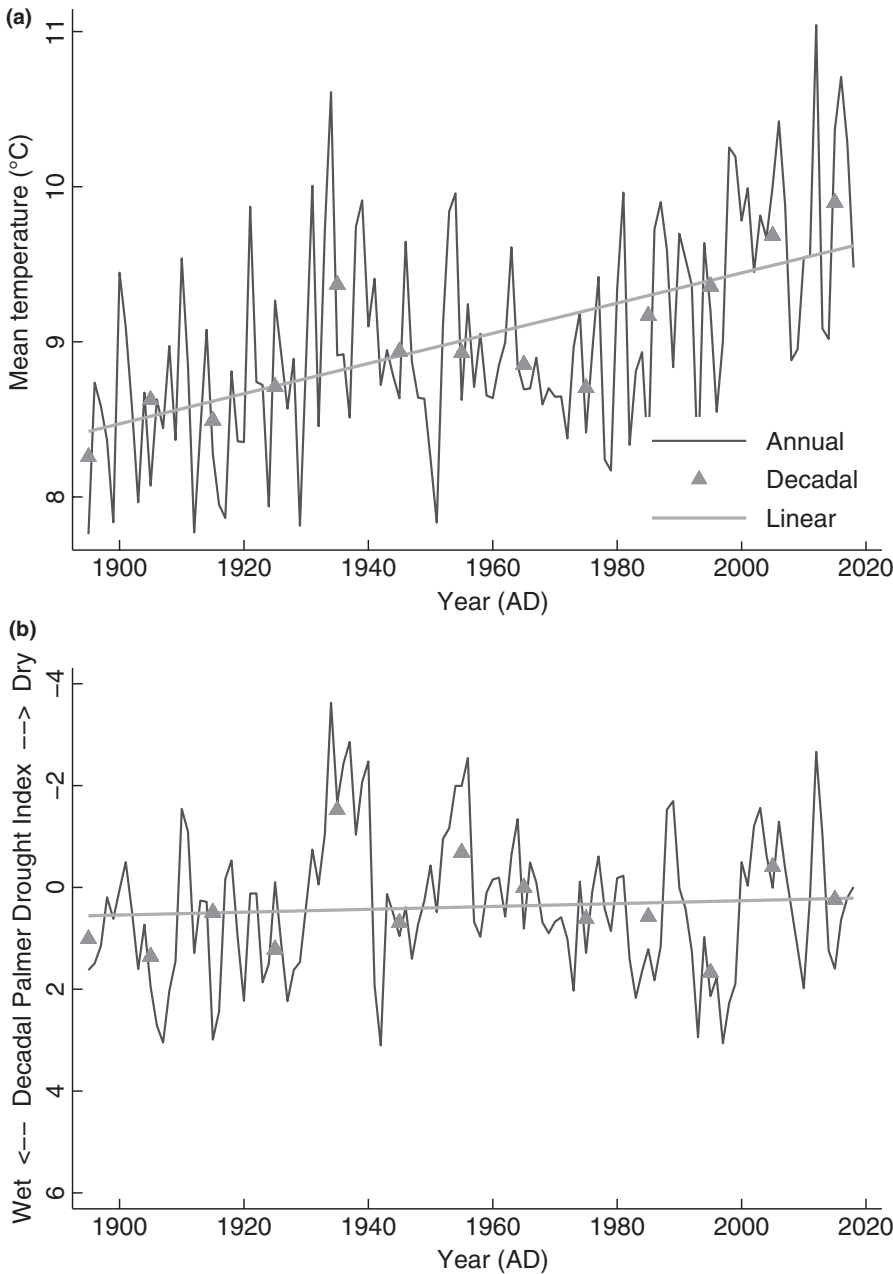 (a)
Mean temperature (°C)
11
10
9
8
Annual
Decadal
Linear
1900 1920 1940 1960 1980 2000 2020
Year (AD)
(b)
Wet <−− Decadal Palmer Drought Index −−> Dry
−4
−2
0
2
4
6
1900 1920 1940 1960 1980 2000 2020
Year (AD)